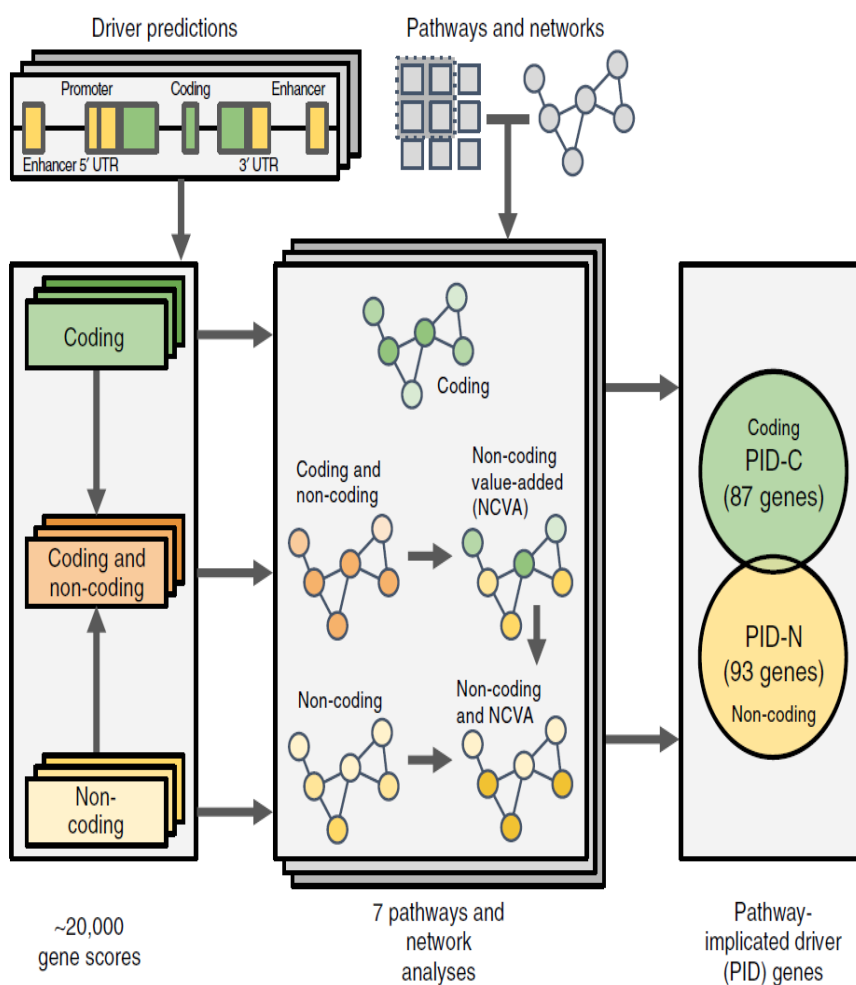 Driver predictions
Pathways and networks
Promoter
Coding
Enhancer
Enhancer 5′ UTR
3′ UTR
Coding
Coding
Coding and
non-coding
Non-coding
value-added
(NCVA)
Coding and
non-coding
Non-coding
Non-coding
and NCVA
Non-
coding
Coding
PID-C
(87 genes)
PID-N
(93 genes)
Non-coding
~20,000
gene scores
7 pathways and
network
analyses
Pathway-
implicated driver
(PID) genes